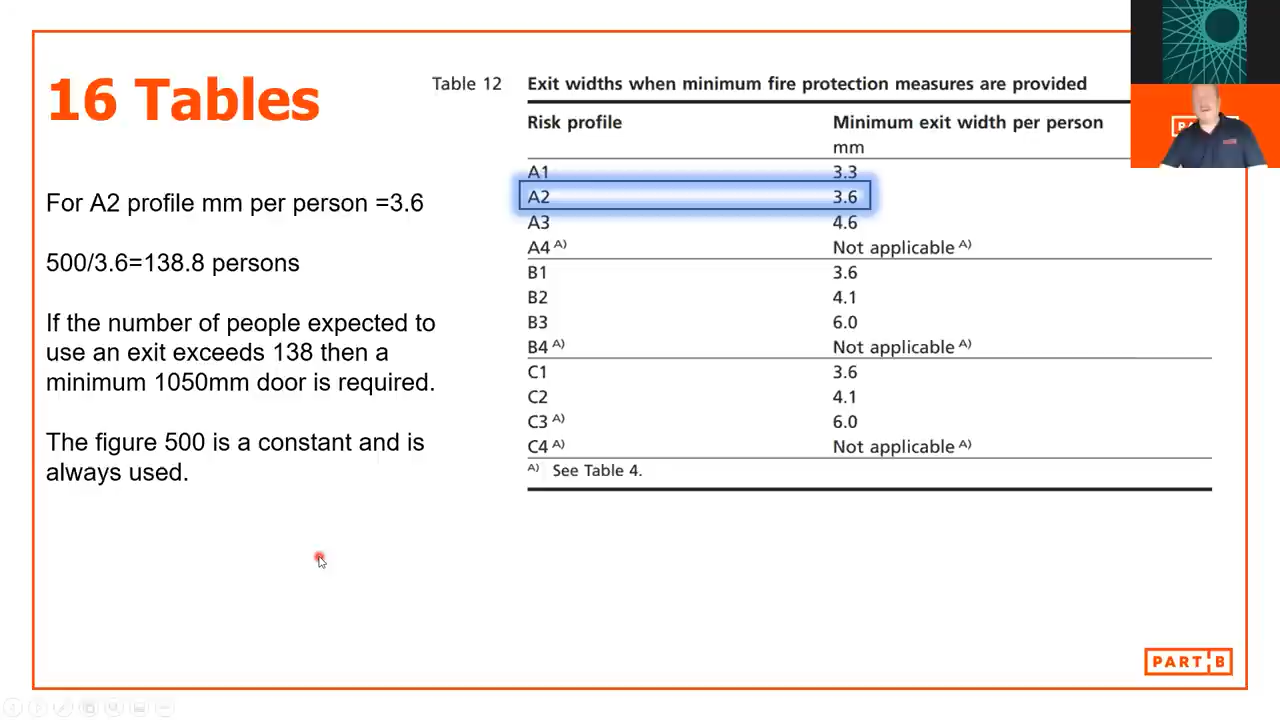 16 Tables
For A2 profile mm per person =3.6
500/3.6=138.8 persons
If the number of people expected to
use an exit exceeds 138 then a
minimum 1050mm door is required.
The figure 500 is a constant and is
always used.
Table 12 Exit widths when minimum fire protection measures are provided
Risk profile Minimum exit width per person
mm
A1 3.3
A2 3.6
A3 4.6
A4 A) Not applicable A)
B1 3.6
B2 4.1
B3 6.0
B4 A) Not applicable A)
C1 3.6
C2 4.1
C3 A) 6.0
C4 A) Not applicable A)
A) See Table 4.
PART B